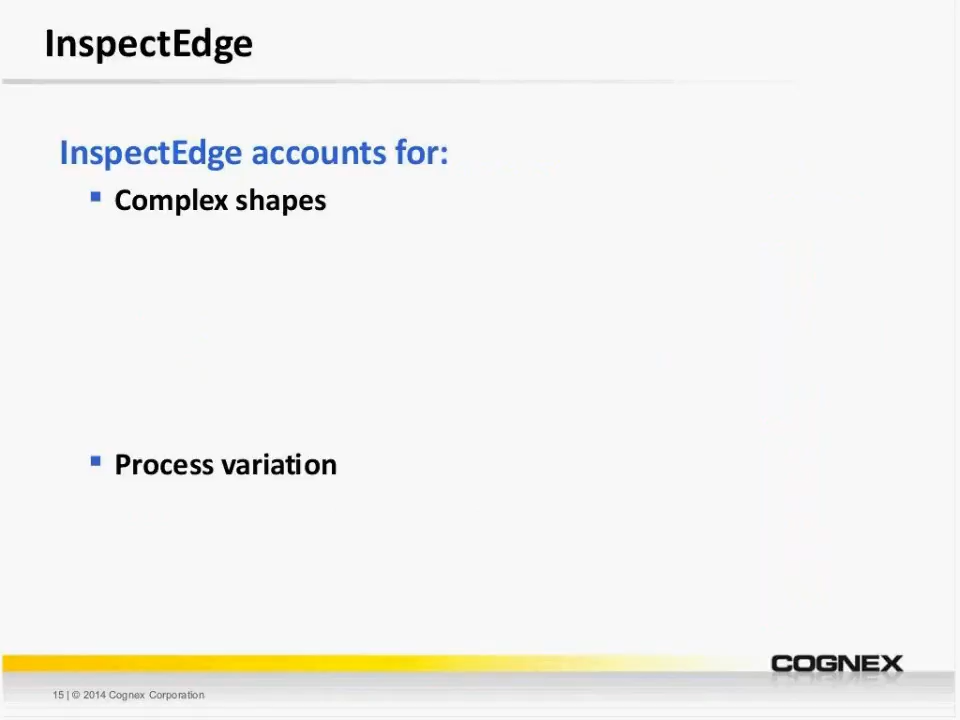 InspectEdge
InspectEdge accounts for:
▪ Complex shapes
▪ Process variation
COGNEX
15 | © 2014 Cognex Corporation